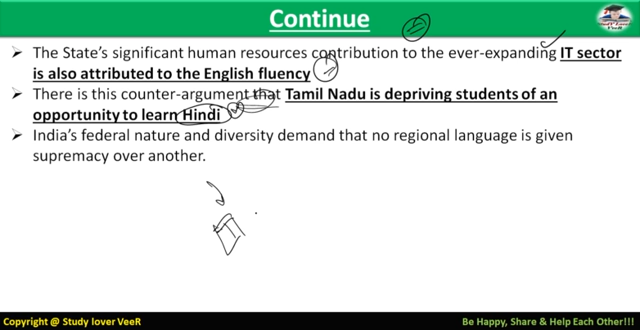 Continue
➢ The State's significant human resources contribution to the ever-expanding IT sector
is also attributed to the English fluency
➢ There is this counter-argument that Tamil Nadu is depriving students of an
opportunity to learn Hindi
➢ India's federal nature and diversity demand that no regional language is given
supremacy over another.
Copyright @ Study lover VeeR
Be Happy, Share & Help Each Other!!!